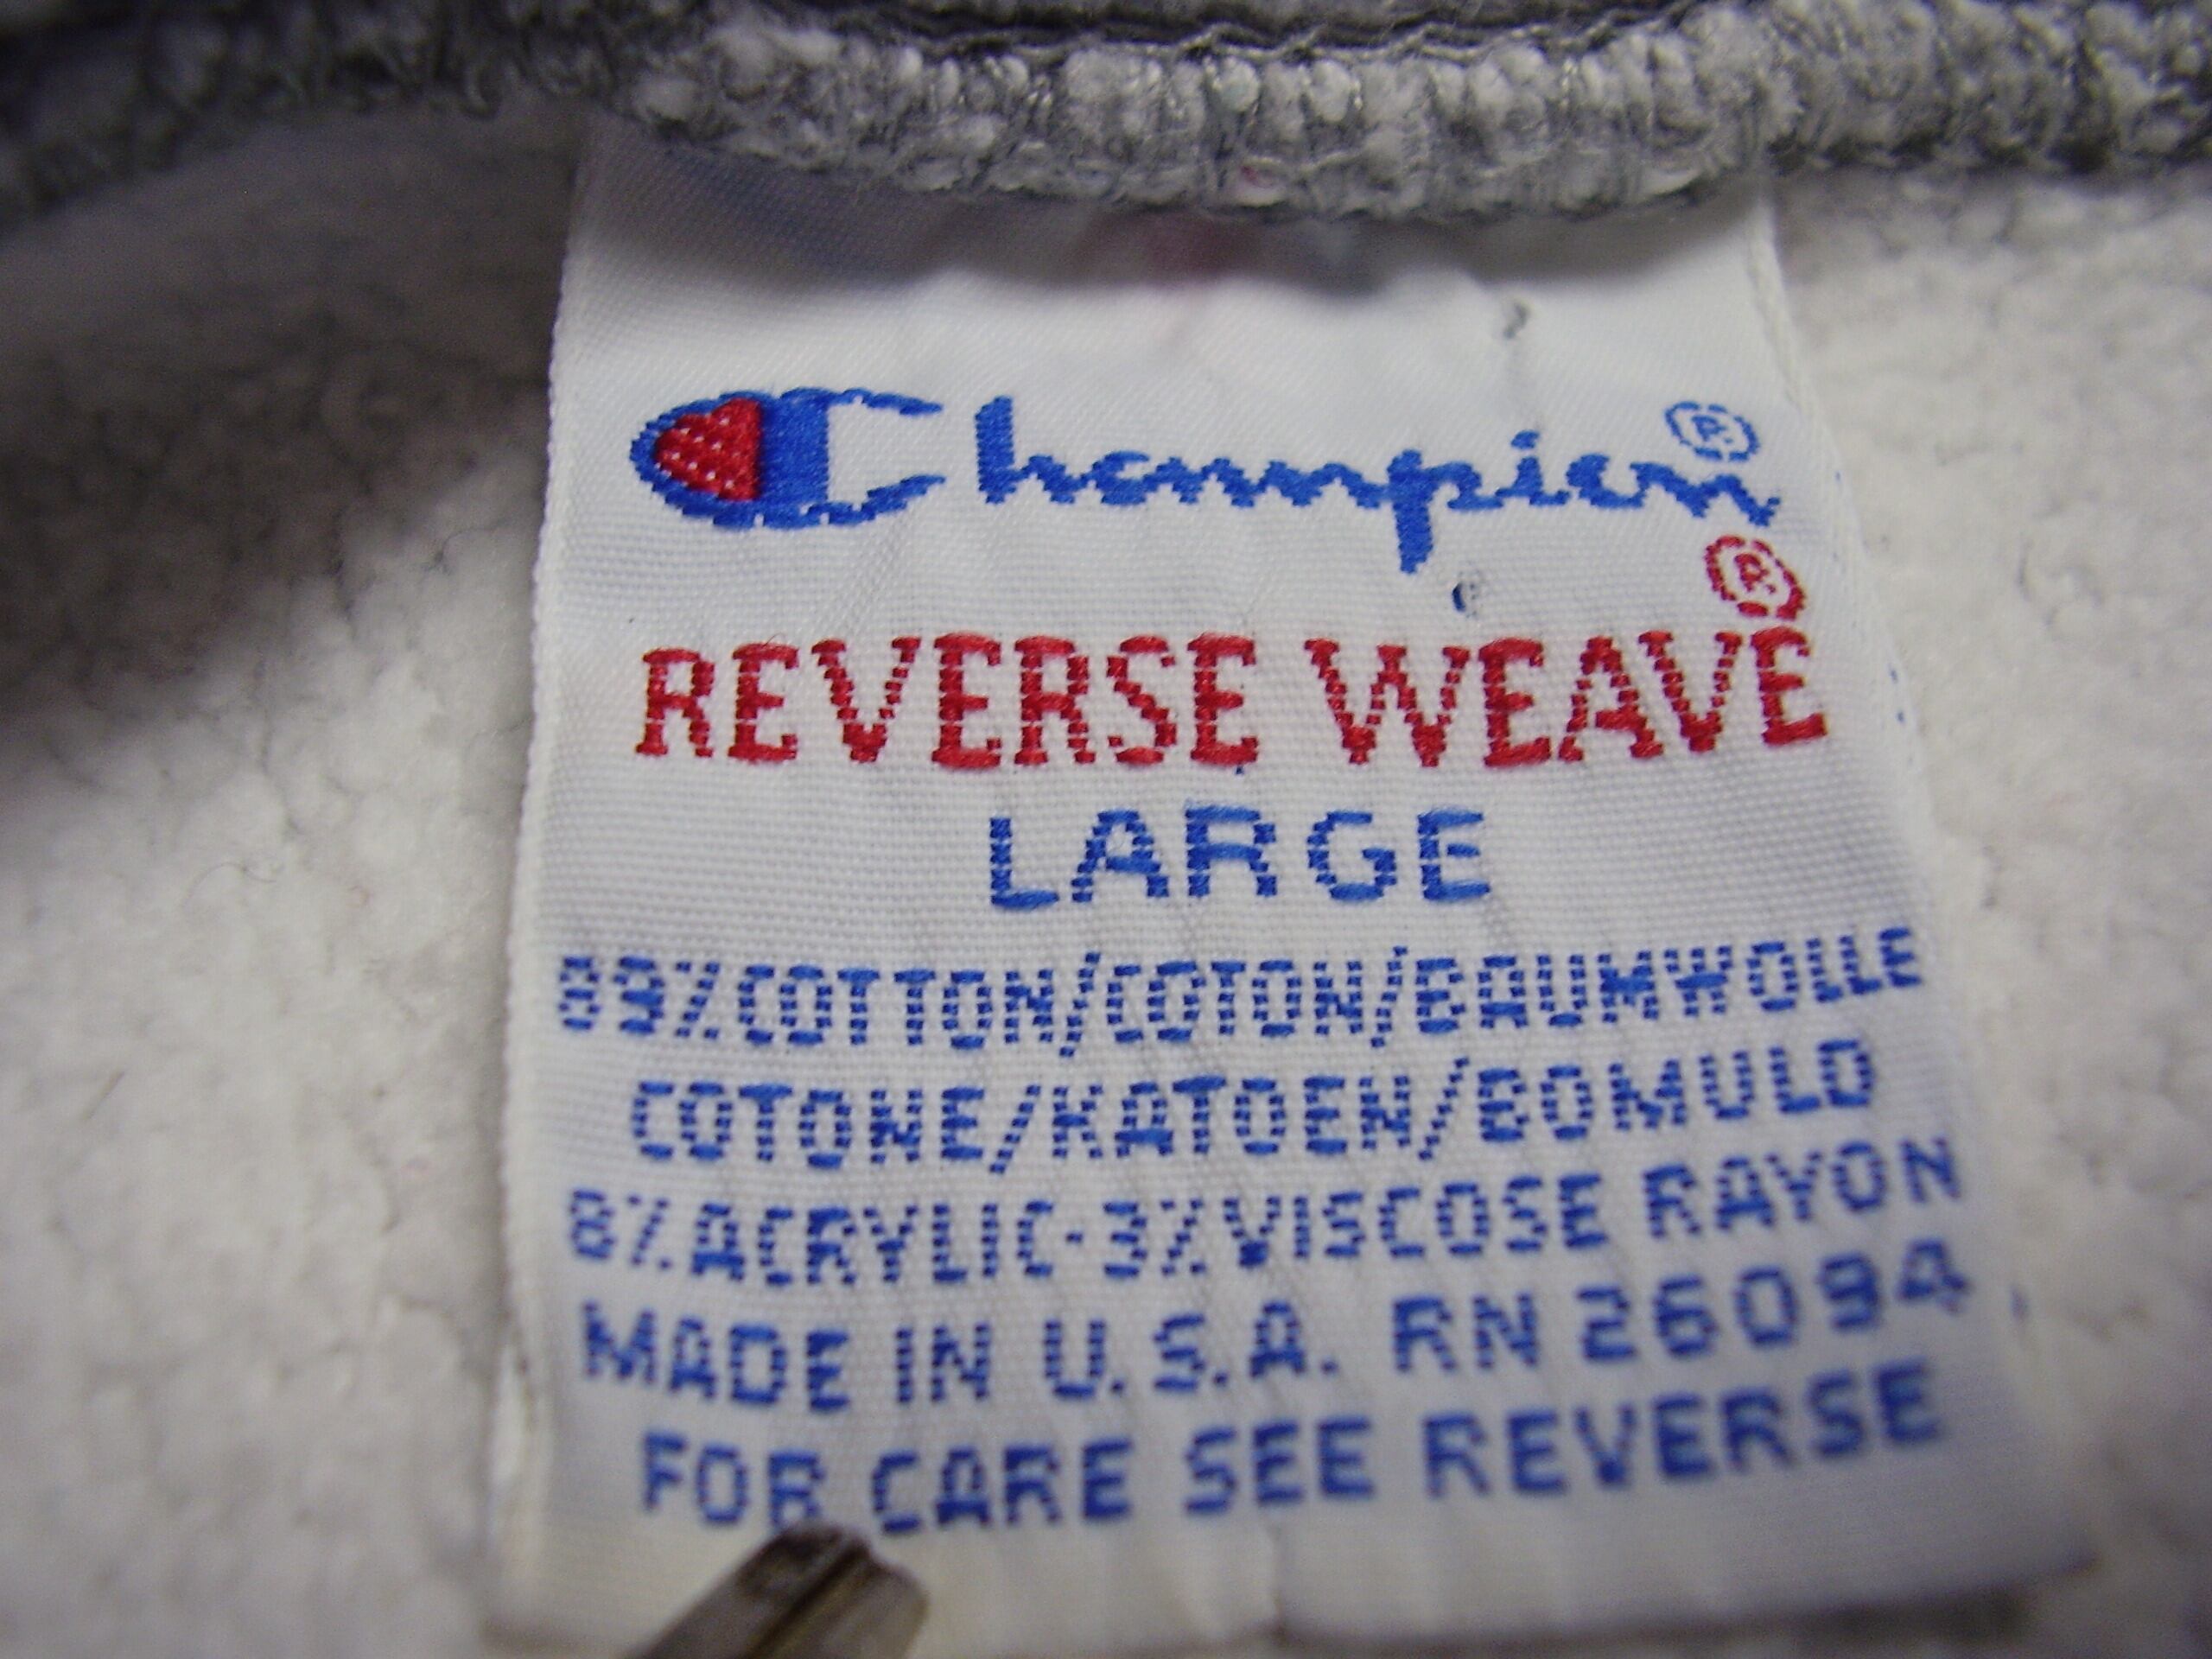 Champion®
REVERSE WEAVE®
LARGE
89% COTTON/COTON/BAUMWOLLE
COTONE/KATOEN/BOMULD
8% ACRYLIC·3% VISCOSE RAYON
MADE IN U.S.A. RN 26094
FOR CARE SEE REVERSE